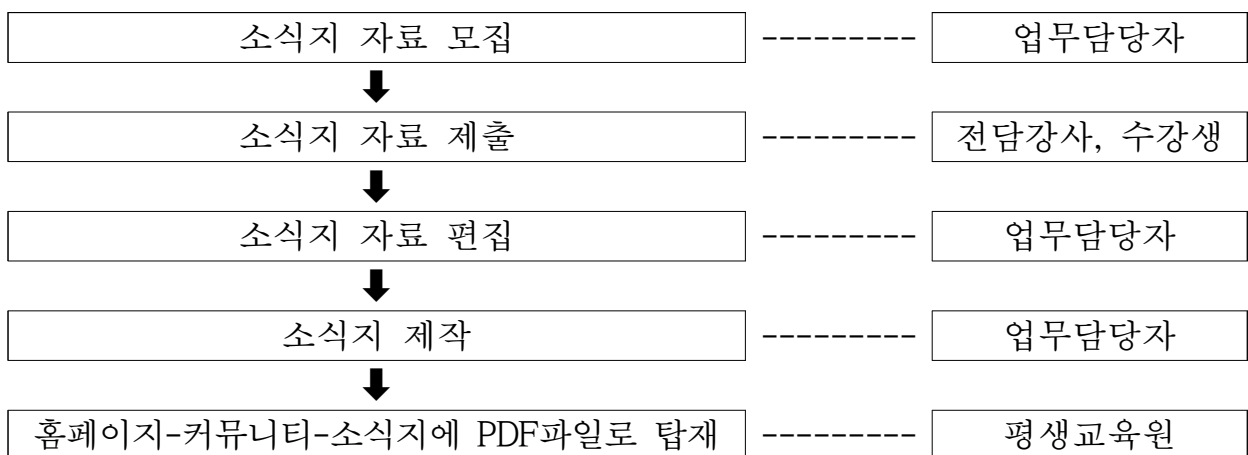 소식지 자료 모집 --------- 업무담당자
소식지 자료 제출 --------- 전담강사, 수강생
소식지 자료 편집 --------- 업무담당자
소식지 제작 --------- 업무담당자
홈페이지-커뮤니티-소식지에 PDF파일로 탑재 --------- 평생교육원